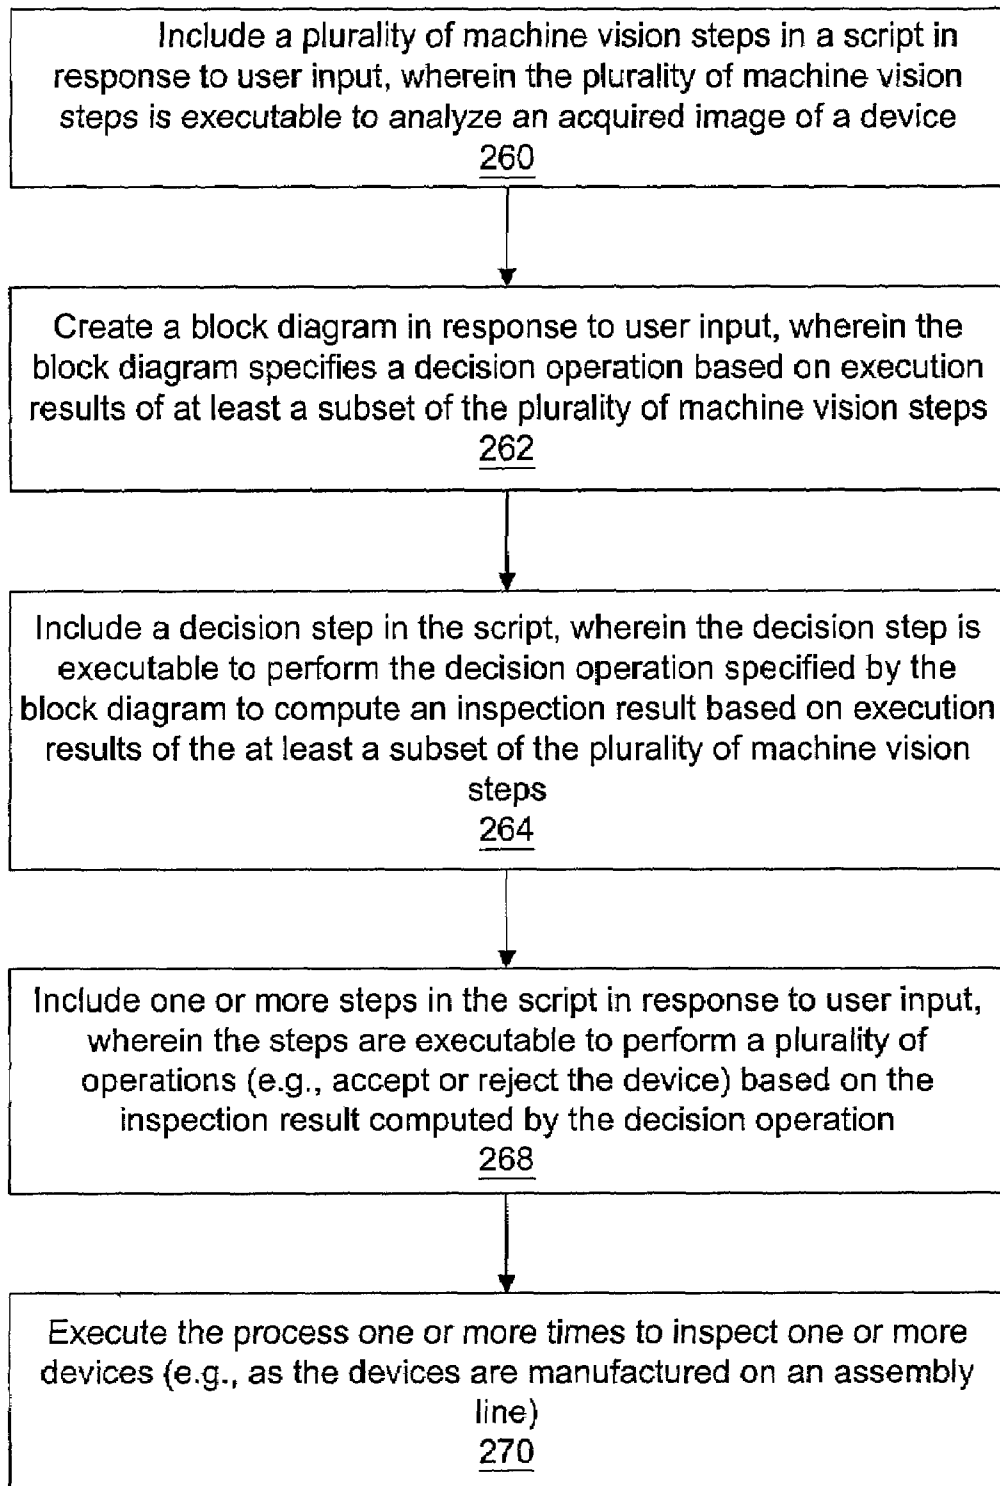 Include a plurality of machine vision steps in a script in
response to user input, wherein the plurality of machine vision
steps is executable to analyze an acquired image of a device
260
Create a block diagram in response to user input, wherein the
block diagram specifies a decision operation based on execution
results of at least a subset of the plurality of machine vision steps
262
Include a decision step in the script, wherein the decision step is
executable to perform the decision operation specified by the
block diagram to compute an inspection result based on execution
results of the at least a subset of the plurality of machine vision
steps
264
Include one or more steps in the script in response to user input,
wherein the steps are executable to perform a plurality of
operations (e.g., accept or reject the device) based on the
inspection result computed by the decision operation
268
Execute the process one or more times to inspect one or more
devices (e.g., as the devices are manufactured on an assembly
line)
270